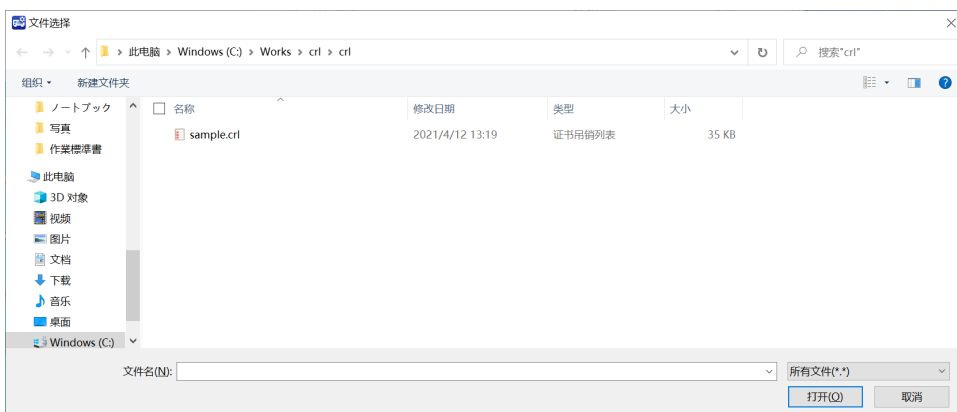 文件选择
此电脑 > Windows (C:) > Works > crl > crl
搜索"crl"
组织 新建文件夹
名称 修改日期 类型 大小
sample.crl 2021/4/12 13:19 证书吊销列表 35 KB
ノートブック
写真
作業標準書
此电脑
3D 对象
视频
图片
文档
下载
音乐
桌面
Windows (C:)
文件名(N):
所有文件(*.*)
打开(O) 取消